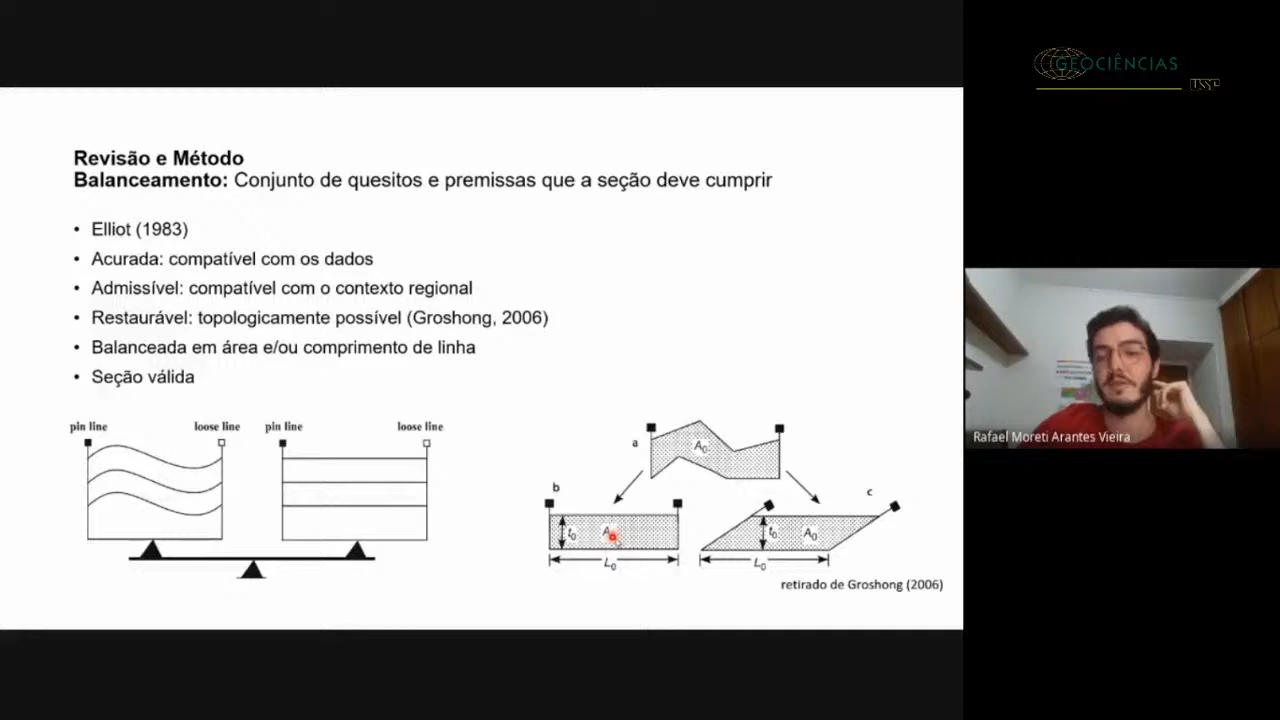 GEOCIÊNCIAS
USP
Revisão e Método
Balanceamento: Conjunto de quesitos e premissas que a seção deve cumprir
• Elliot (1983)
• Acurada: compatível com os dados
• Admissível: compatível com o contexto regional
• Restaurável: topologicamente possível (Groshong, 2006)
• Balanceada em área e/ou comprimento de linha
• Seção válida
pin line loose line pin line loose line
a A₀
b c
t₀ t₀ A₀
L₀ L₀
retirado de Groshong (2006)
Rafael Moreti Arantes Vieira